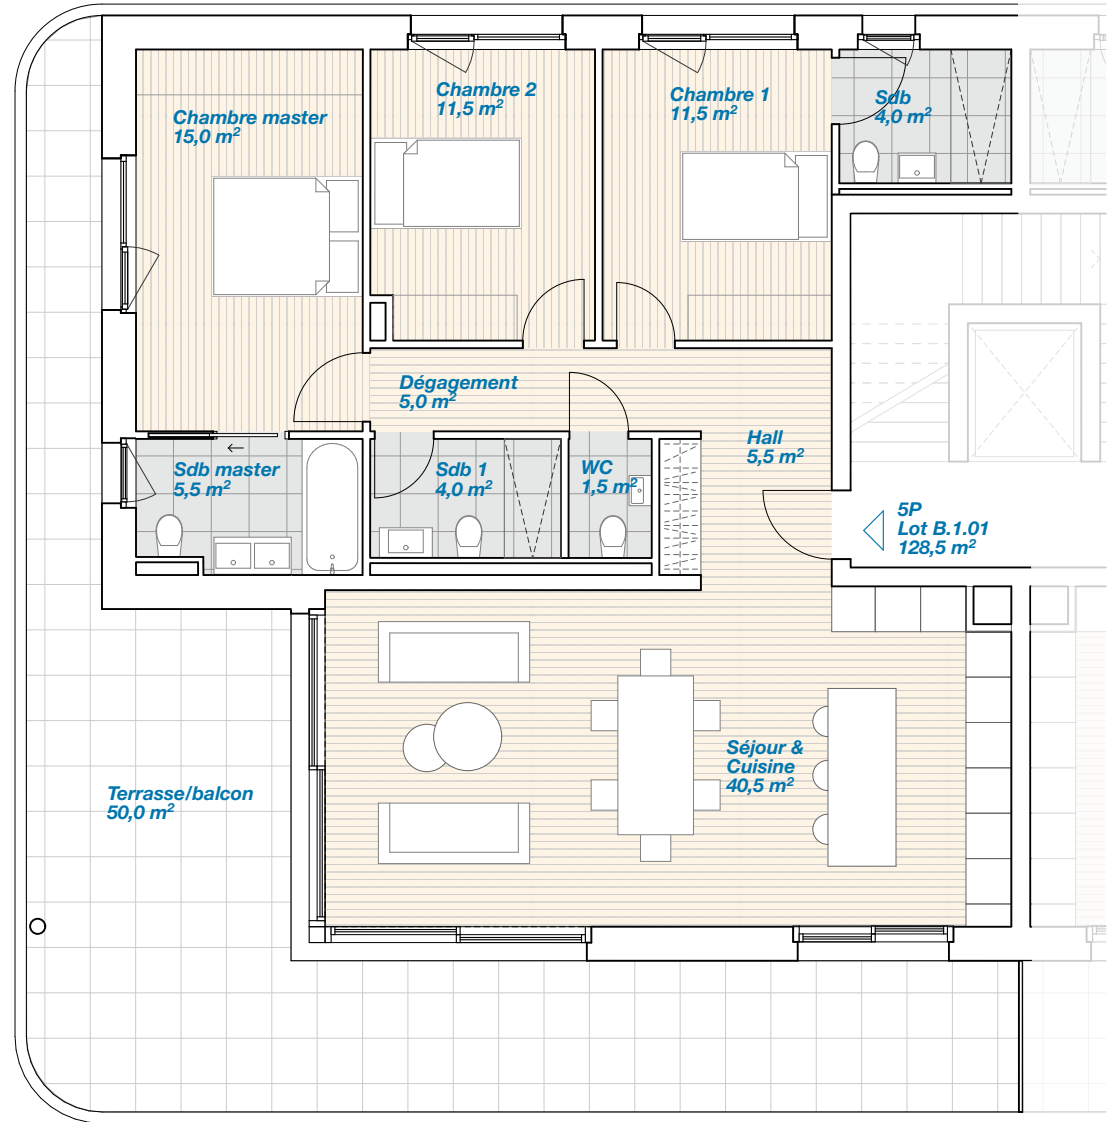 Chambre master
15,0 m²
Chambre 2
11,5 m²
Chambre 1
11,5 m²
Sdb
4,0 m²
Dégagement
5,0 m²
Hall
5,5 m²
Sdb master
5,5 m²
Sdb 1
4,0 m²
WC
1,5 m²
5P
Lot B.1.01
128,5 m²
Séjour &
Cuisine
40,5 m²
Terrasse/balcon
50,0 m²